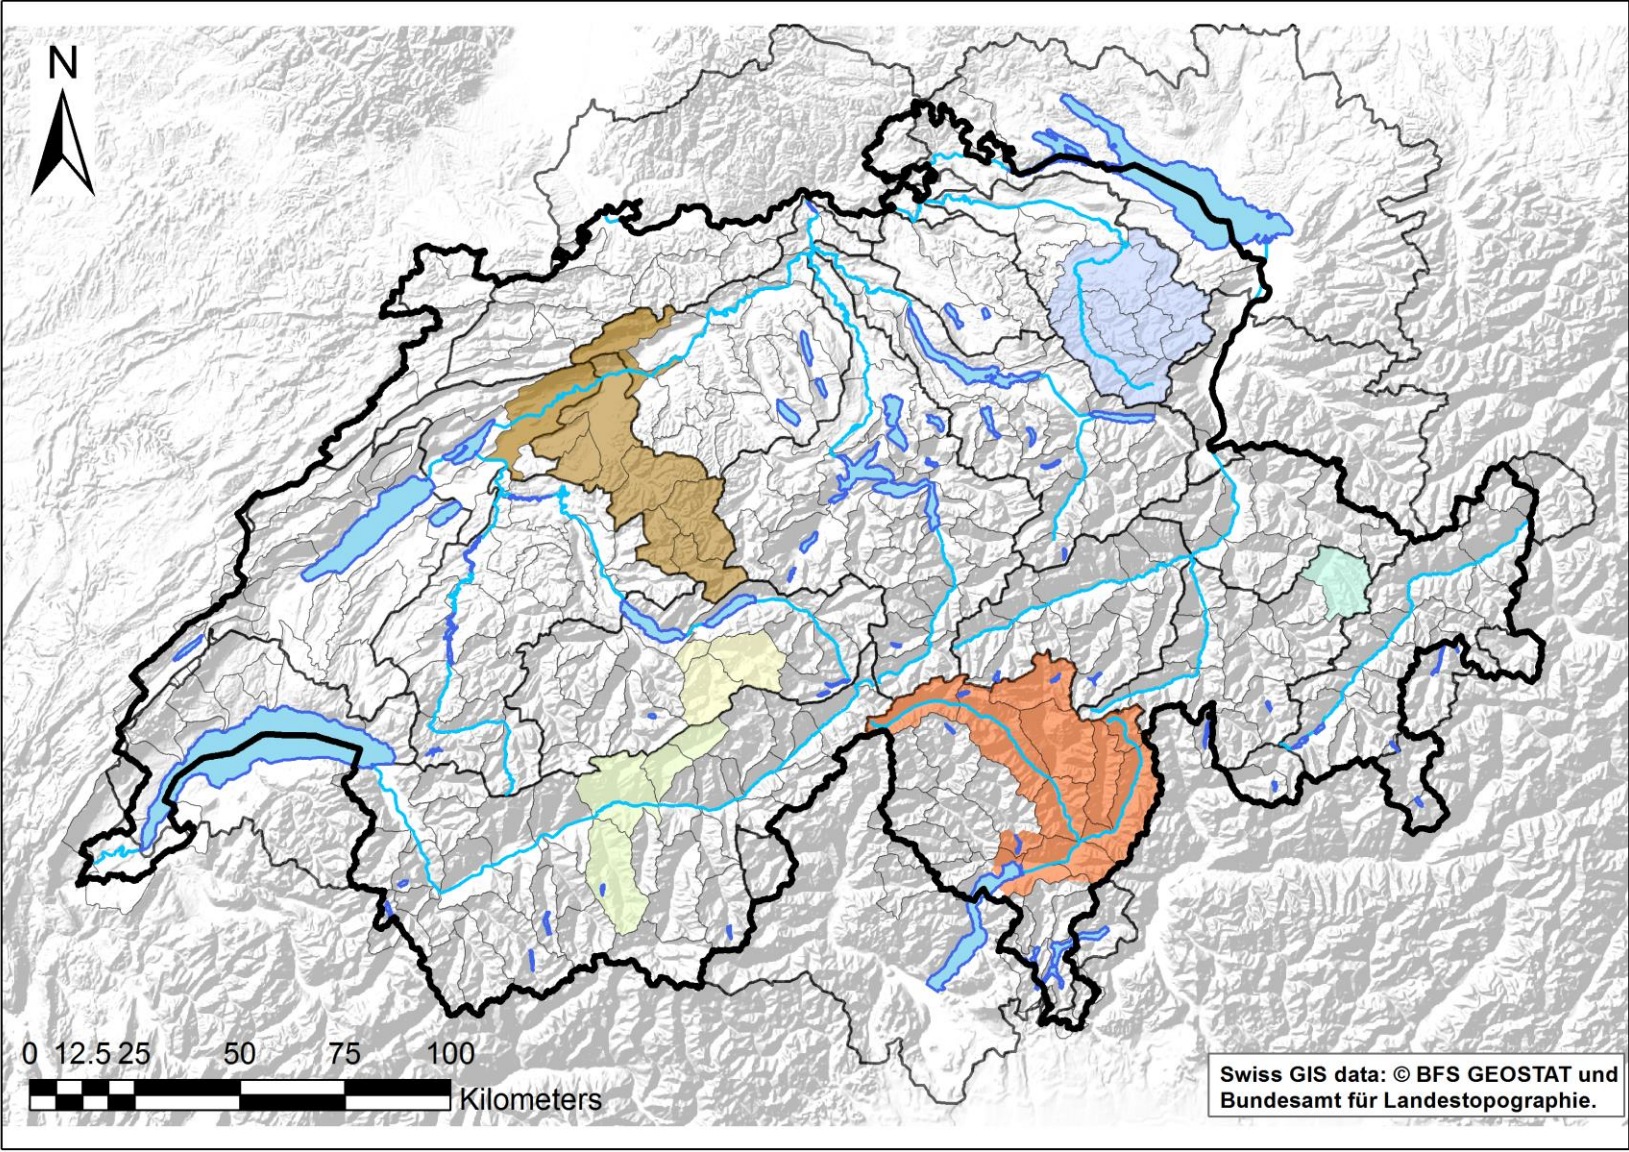 N
0 12.5 25 50 75 100
Kilometers
Swiss GIS data: © BFS GEOSTAT und
Bundesamt für Landestopographie.